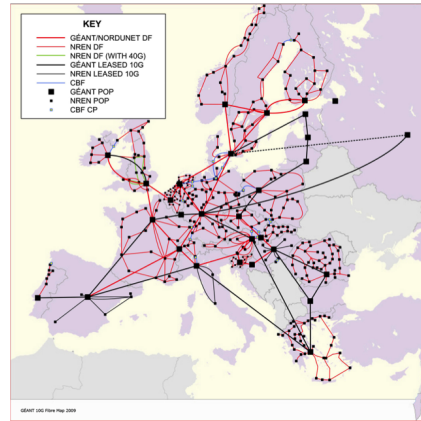 KEY
GÉANT/NORDUNET DF
NREN DF
NREN DF (WITH 40G)
GÉANT LEASED 10G
NREN LEASED 10G
CBF
GÉANT POP
NREN POP
CBF CP
GÉANT 10G Fibre Map 2009